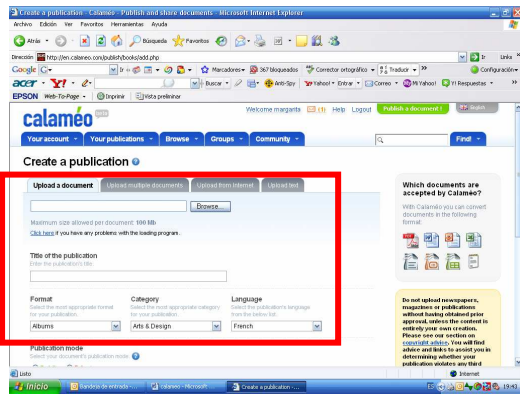 Create a publication - Calaméo - Publish and share documents - Microsoft Internet Explorer
Archivo Edición Ver Favoritos Herramientas Ayuda
Atrás Búsqueda Favoritos
Dirección http://en.calameo.com/publish/books/add.php Ir Links
Google Ir Marcadores 367 bloqueados Corrector ortográfico Traducir Configuración
acer Y! Buscar Anti-Spy Yahoo! Entrar Correo Mi Yahoo! Y! Respuestas
EPSON Web-To-Page Imprimir Vista preliminar
calaméo beta
Welcome margarita (1) Help Logout Publish a document ! English
Your account Your publications Browse Groups Community Find!
Create a publication
Upload a document Upload multiple documents Upload from Internet Upload text
Browse...
Maximum size allowed per document: 100 Mb
Click here if you have any problems with the loading program.
Title of the publication
Enter the publication's title.
Format Category Language
Select the most appropriate format for your publication.
Select the most appropriate category for your publication.
Select the publication's language from the below list.
Albums Arts & Design French
Publication mode
Select your document's publication mode.
Which documents are accepted by Calaméo?
With Calaméo you can convert documents in the following format:
Do not upload newspapers,
magazines or publications
without having obtained prior
approval, unless the content is
entirely your own creation.
Please see our section on
copyright advice. You will find
advice and links to assist you in
determining whether your
publication violates any third
Listo Internet
Inicio Bandeja de entrada -... calameo - Microsoft ... Create a publication -... ES 19:43